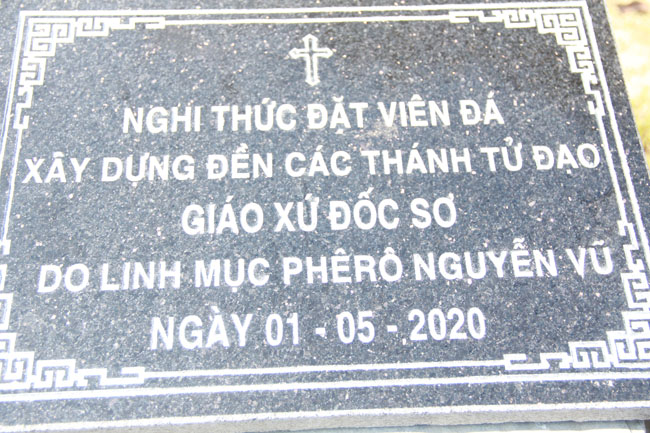 NGHI THỨC ĐẶT VIÊN ĐÁ
XÂY DỰNG ĐỀN CÁC THÁNH TỬ ĐẠO
GIÁO XỨ ĐỐC SƠ
DO LINH MỤC PHÊRÔ NGUYỄN VŨ
NGÀY 01 - 05 - 2020